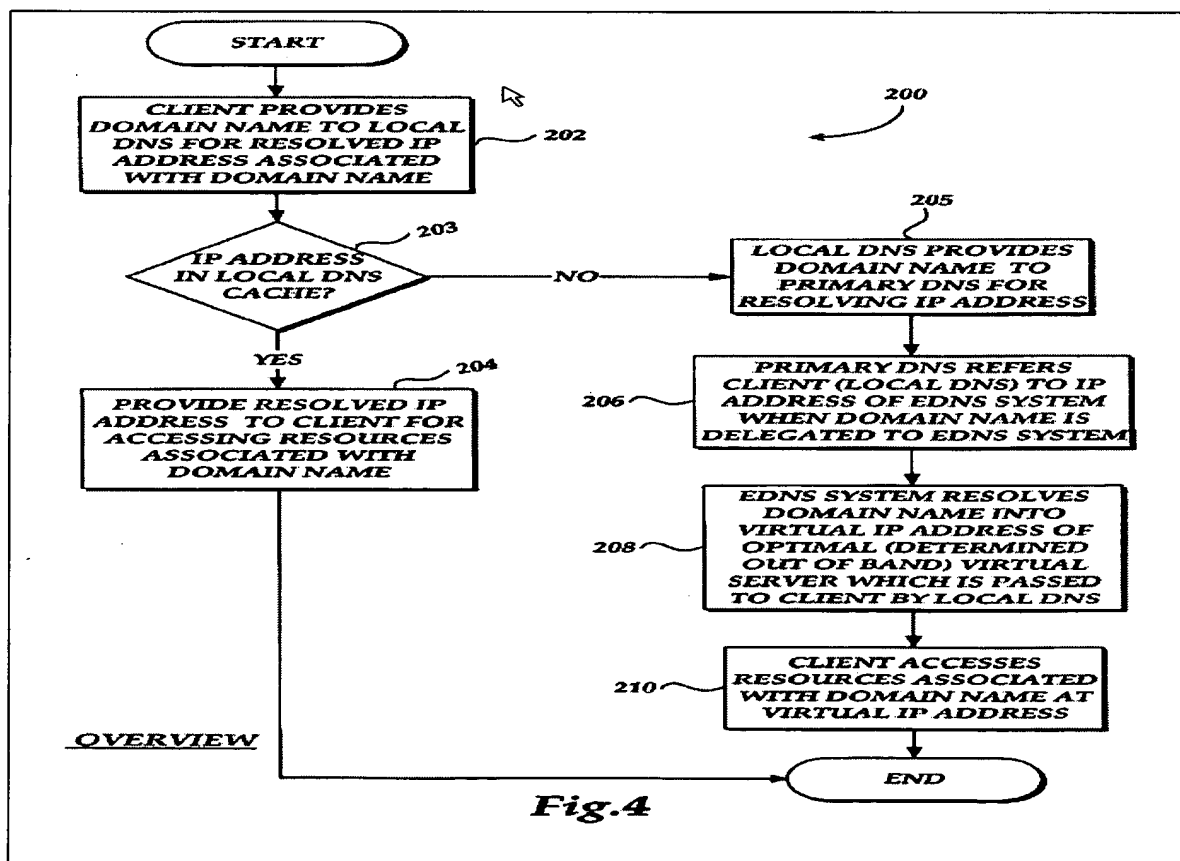 START
CLIENT PROVIDES
DOMAIN NAME TO LOCAL
DNS FOR RESOLVED IP
ADDRESS ASSOCIATED
WITH DOMAIN NAME
202
200
IP ADDRESS
IN LOCAL DNS
CACHE?
203
NO
YES
205
LOCAL DNS PROVIDES
DOMAIN NAME TO
PRIMARY DNS FOR
RESOLVING IP ADDRESS
204
PROVIDE RESOLVED IP
ADDRESS TO CLIENT FOR
ACCESSING RESOURCES
ASSOCIATED WITH
DOMAIN NAME
206
PRIMARY DNS REFERS
CLIENT (LOCAL DNS) TO IP
ADDRESS OF EDNS SYSTEM
WHEN DOMAIN NAME IS
DELEGATED TO EDNS SYSTEM
208
EDNS SYSTEM RESOLVES
DOMAIN NAME INTO
VIRTUAL IP ADDRESS OF
OPTIMAL (DETERMINED
OUT OF BAND) VIRTUAL
SERVER WHICH IS PASSED
TO CLIENT BY LOCAL DNS
210
CLIENT ACCESSES
RESOURCES ASSOCIATED
WITH DOMAIN NAME AT
VIRTUAL IP ADDRESS
OVERVIEW
END
Fig.4